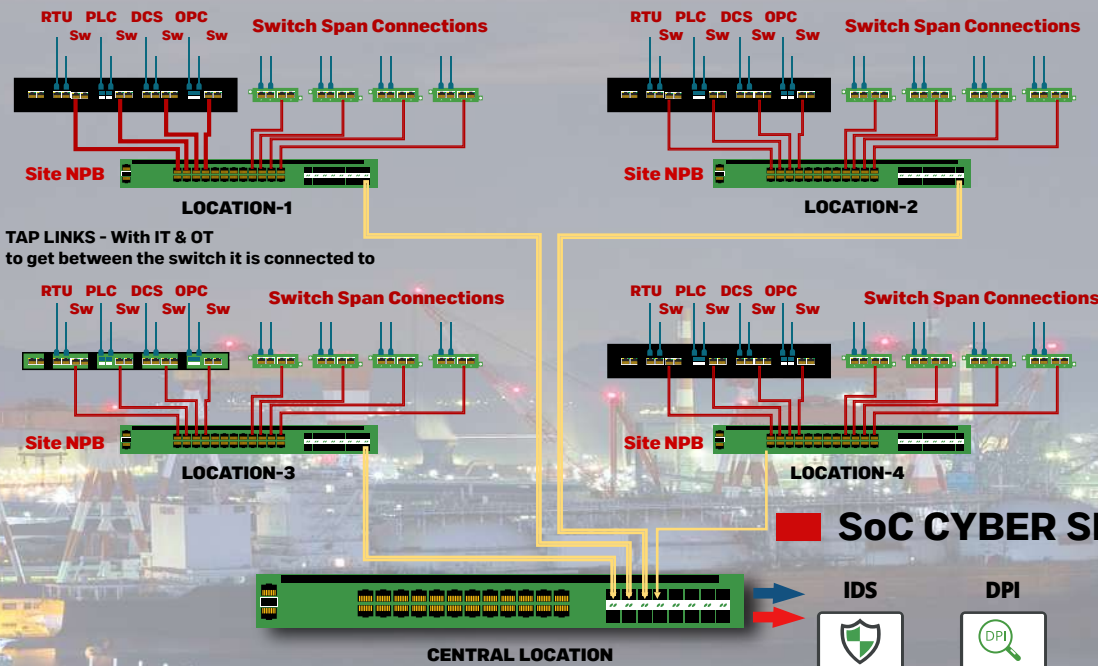 RTU PLC DCS OPC
Sw Sw Sw Sw
Switch Span Connections
Site NPB
LOCATION-1
RTU PLC DCS OPC
Sw Sw Sw Sw
Switch Span Connections
Site NPB
LOCATION-2
TAP LINKS - With IT & OT
to get between the switch it is connected to
RTU PLC DCS OPC
Sw Sw Sw Sw
Switch Span Connections
Site NPB
LOCATION-3
RTU PLC DCS OPC
Sw Sw Sw Sw
Switch Span Connections
Site NPB
LOCATION-4
SoC CYBER
IDS DPI
DPI
CENTRAL LOCATION